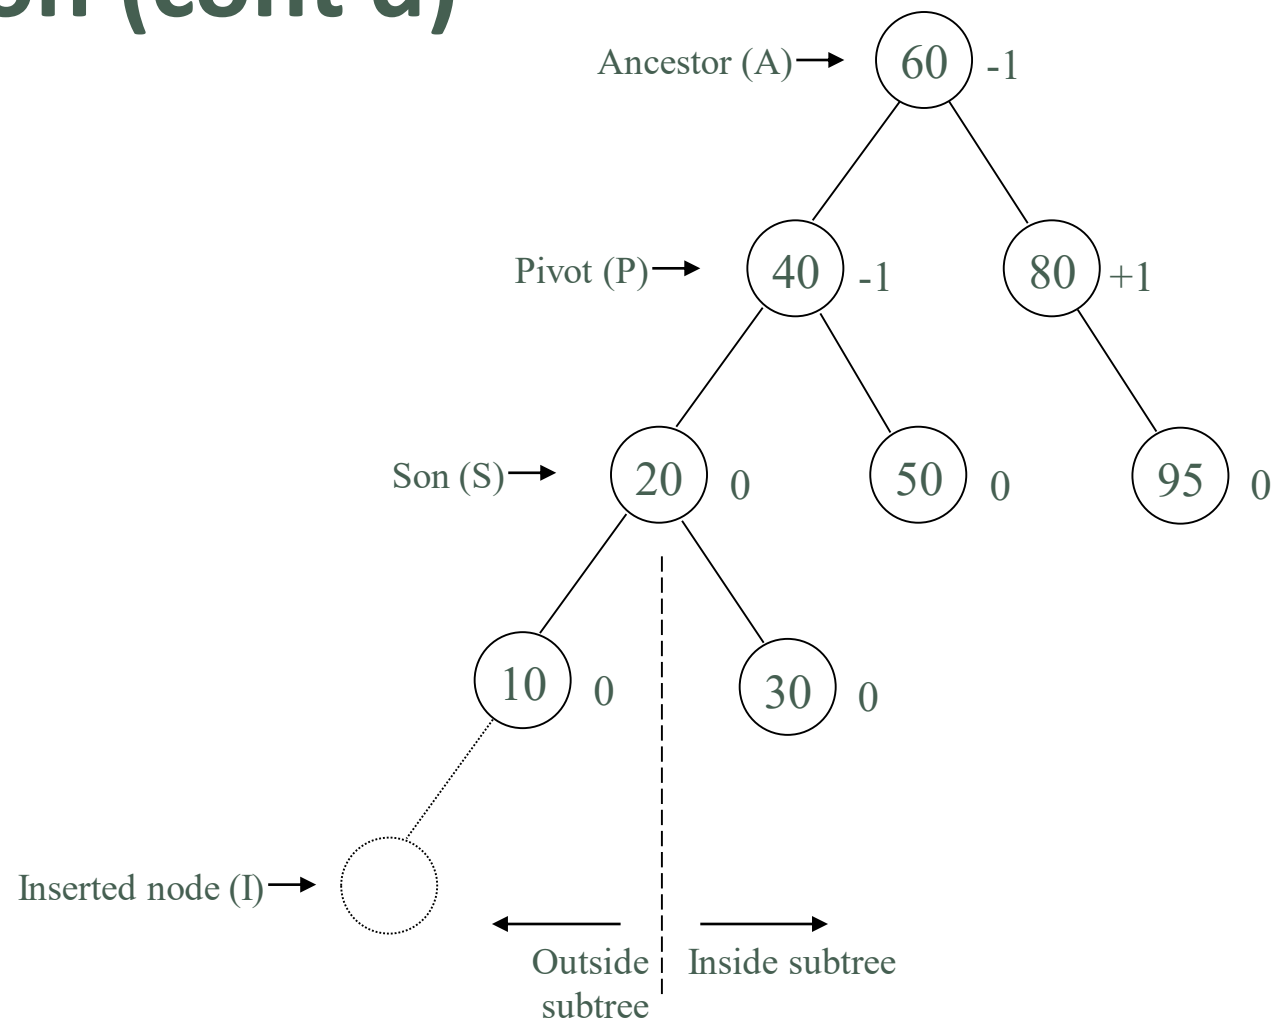 (cont'd)
Ancestor (A) 60 -1
Pivot (P) 40 -1 80 +1
Son (S) 20 0 50 0 95 0
10 0 30 0
Inserted node (I)
Outside Inside subtree
subtree